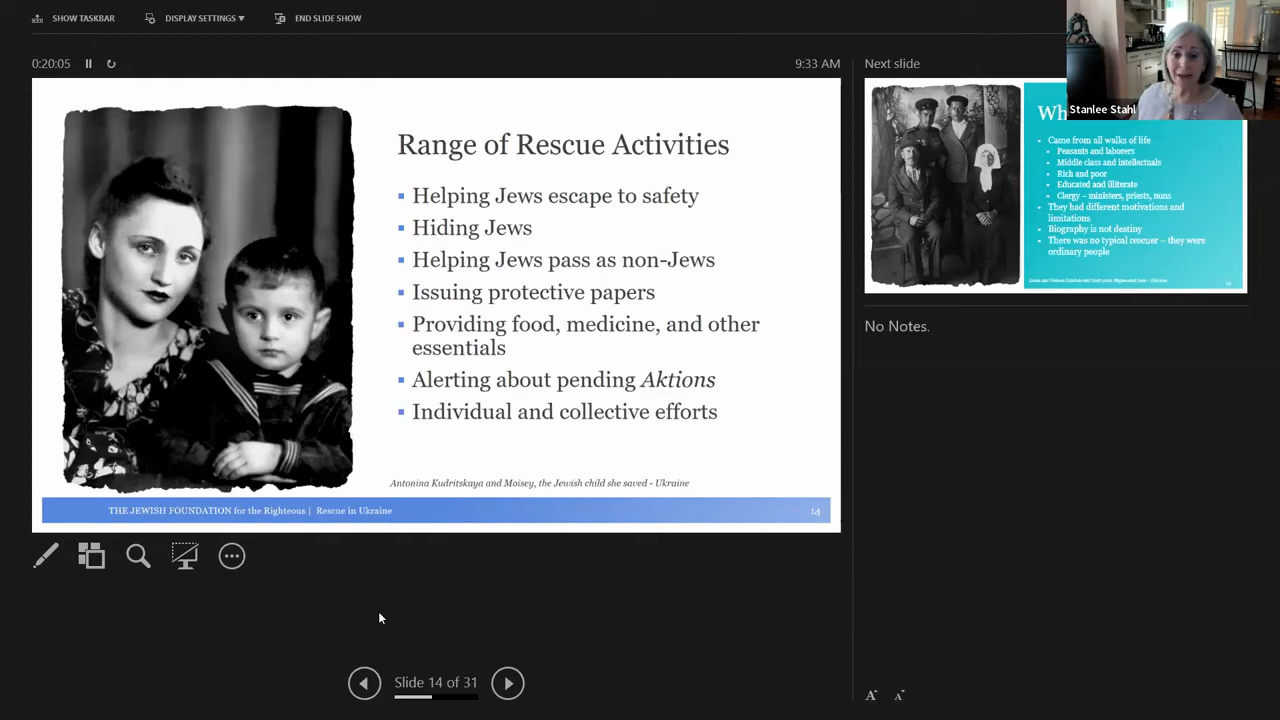 SHOW TASKBAR
DISPLAY SETTINGS
END SLIDE SHOW
0:20:05
9:33 AM
Range of Rescue Activities
Helping Jews escape to safety
Hiding Jews
Helping Jews pass as non-Jews
Issuing protective papers
Providing food, medicine, and other
essentials
Alerting about pending Aktions
Individual and collective efforts
Antonina Kudritskaya and Moisey, the Jewish child she saved - Ukraine
THE JEWISH FOUNDATION for the Righteous | Rescue in Ukraine
14
Slide 14 of 31
Next slide
Stanlee Stahl
Came from all walks of life
Peasants and laborers
Middle class and intellectuals
Rich and poor
Educated and illiterate
Clergy – ministers, priests, nuns
They had different motivations and
limitations
Biography is not destiny
There was no typical rescuer – they were
ordinary people
No Notes.
A
A